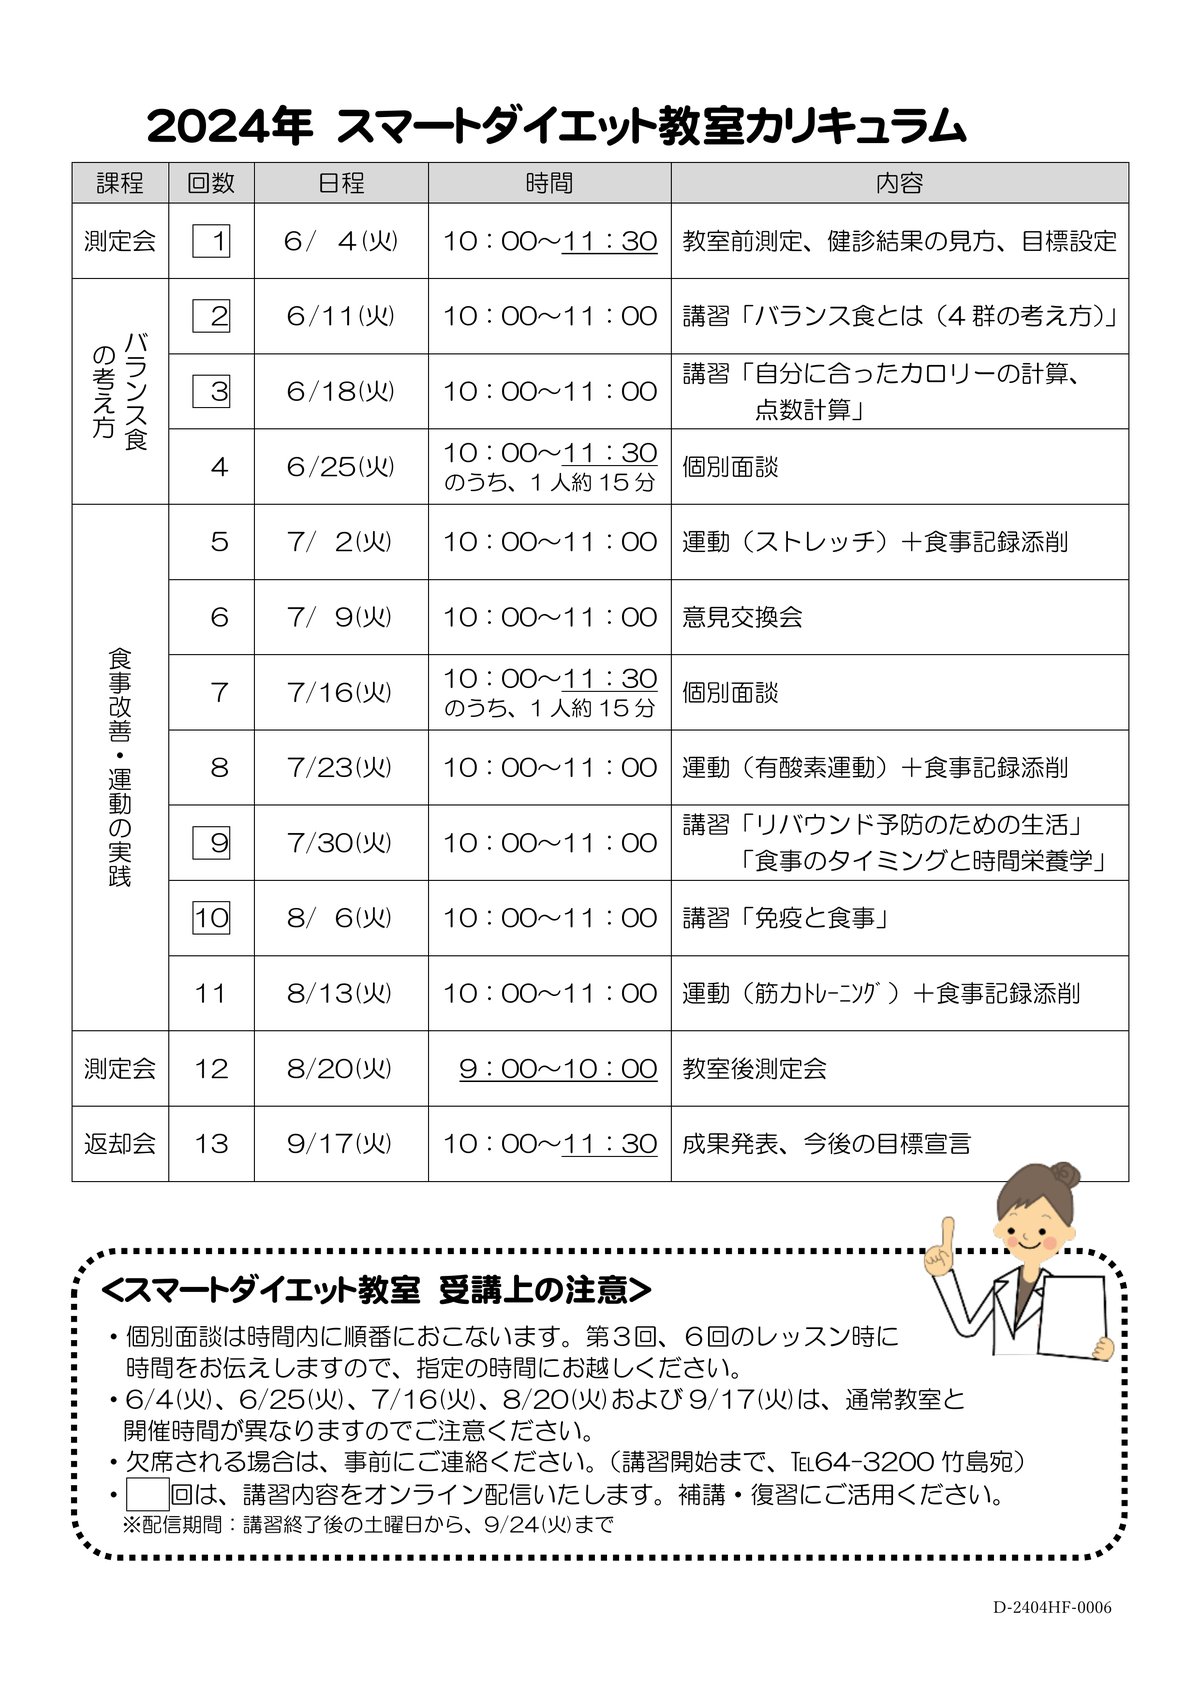 2024年 スマートダイエット教室カリキュラム
課程 回数 日程 時間 内容
測定会 1 6/ 4(火) 10：00～11：30 教室前測定、健診結果の見方、目標設定
バランス食
の考え方
2 6/11(火) 10：00～11：00 講習「バランス食とは（4群の考え方）」
3 6/18(火) 10：00～11：00 講習「自分に合ったカロリーの計算、
点数計算」
4 6/25(火) 10：00～11：30 個別面談
のうち、1人約15分
食事改善・運動の実践
5 7/ 2(火) 10：00～11：00 運動（ストレッチ）＋食事記録添削
6 7/ 9(火) 10：00～11：00 意見交換会
7 7/16(火) 10：00～11：30 個別面談
のうち、1人約15分
8 7/23(火) 10：00～11：00 運動（有酸素運動）＋食事記録添削
9 7/30(火) 10：00～11：00 講習「リバウンド予防のための生活」
「食事のタイミングと時間栄養学」
10 8/ 6(火) 10：00～11：00 講習「免疫と食事」
11 8/13(火) 10：00～11：00 運動（筋力ﾄﾚｰﾆﾝｸﾞ）＋食事記録添削
測定会 12 8/20(火) 9：00～10：00 教室後測定会
返却会 13 9/17(火) 10：00～11：30 成果発表、今後の目標宣言
<スマートダイエット教室 受講上の注意>
・個別面談は時間内に順番におこないます。第3回、6回のレッスン時に
時間をお伝えしますので、指定の時間にお越しください。
・6/4(火)、6/25(火)、7/16(火)、8/20(火)および9/17(火)は、通常教室と
開催時間が異なりますのでご注意ください。
・欠席される場合は、事前にご連絡ください。（講習開始まで、℡64-3200 竹島宛）
・回は、講習内容をオンライン配信いたします。補講・復習にご活用ください。
※配信期間：講習終了後の土曜日から、9/24(火)まで
D-2404HF-0006